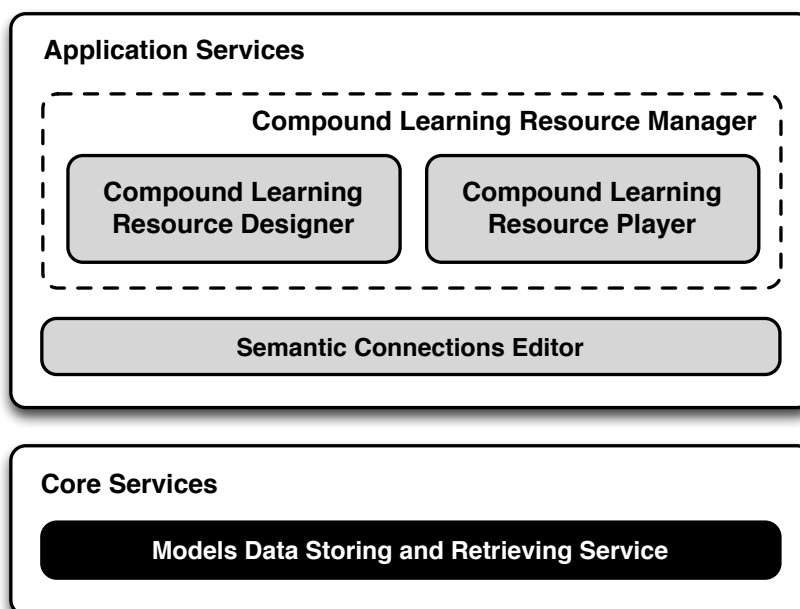 Application Services
Compound Learning Resource Manager
Compound Learning
Resource Designer
Compound Learning
Resource Player
Semantic Connections Editor
Core Services
Models Data Storing and Retrieving Service